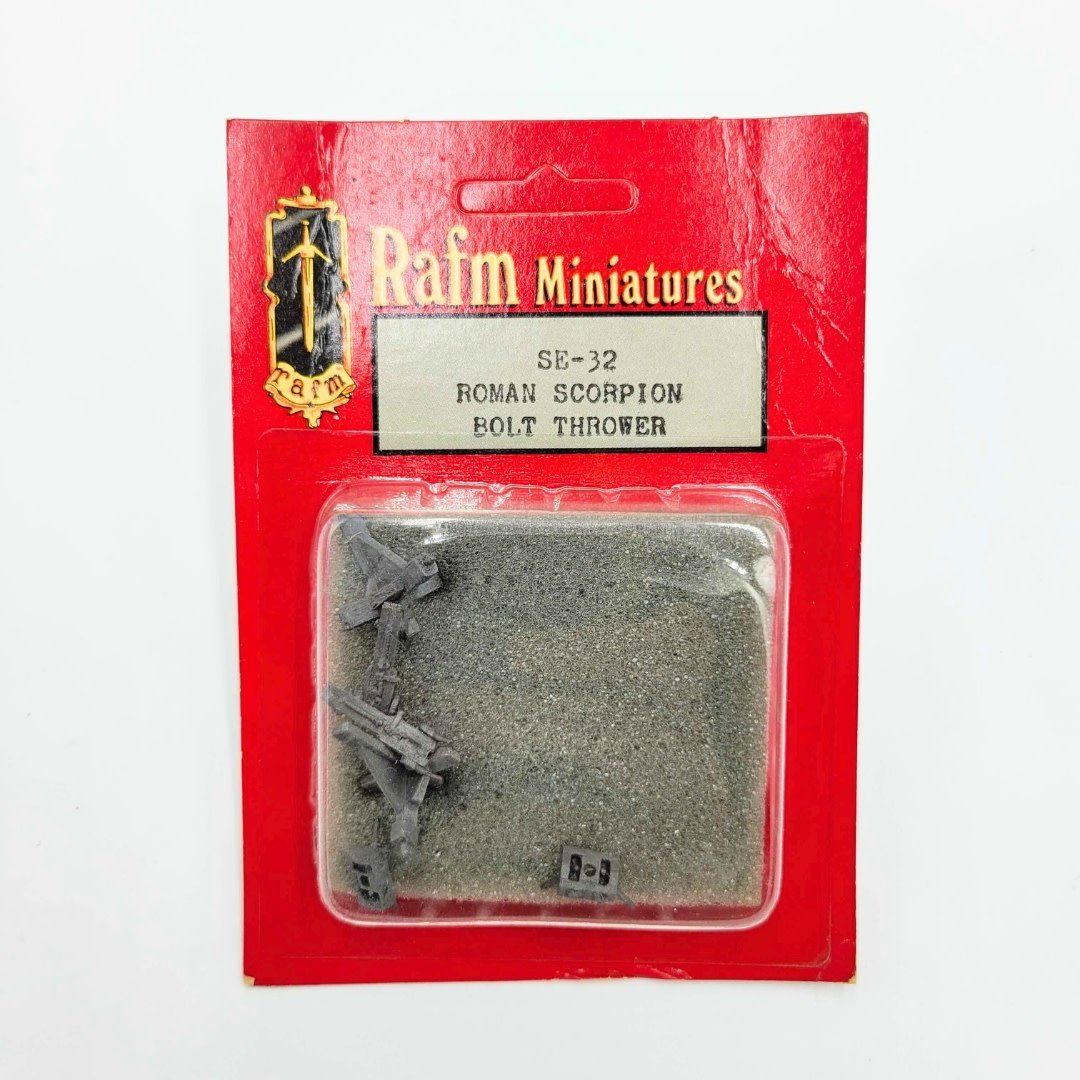 Rafm Miniatures
rafm
SE-32
ROMAN SCORPION
BOLT THROWER